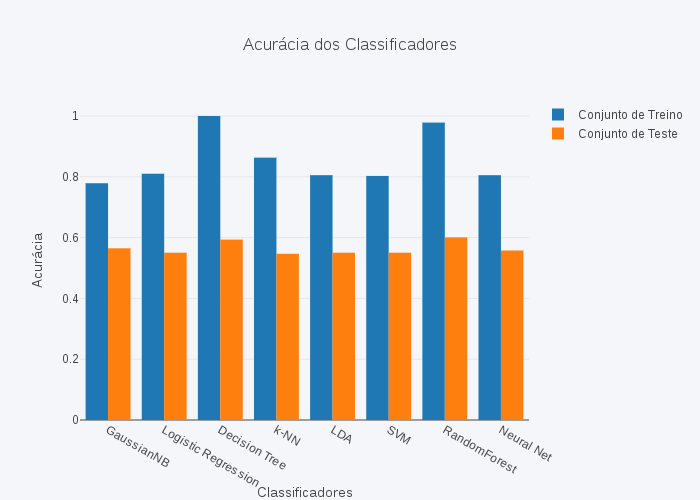 Acurácia dos Classificadores
Conjunto de Treino
Conjunto de Teste
Acurácia
1
0.8
0.6
0.4
0.2
0
GaussianNB
Logistic Regression
Decision Tree
k-NN
LDA
SVM
RandomForest
Neural Net
Classificadores